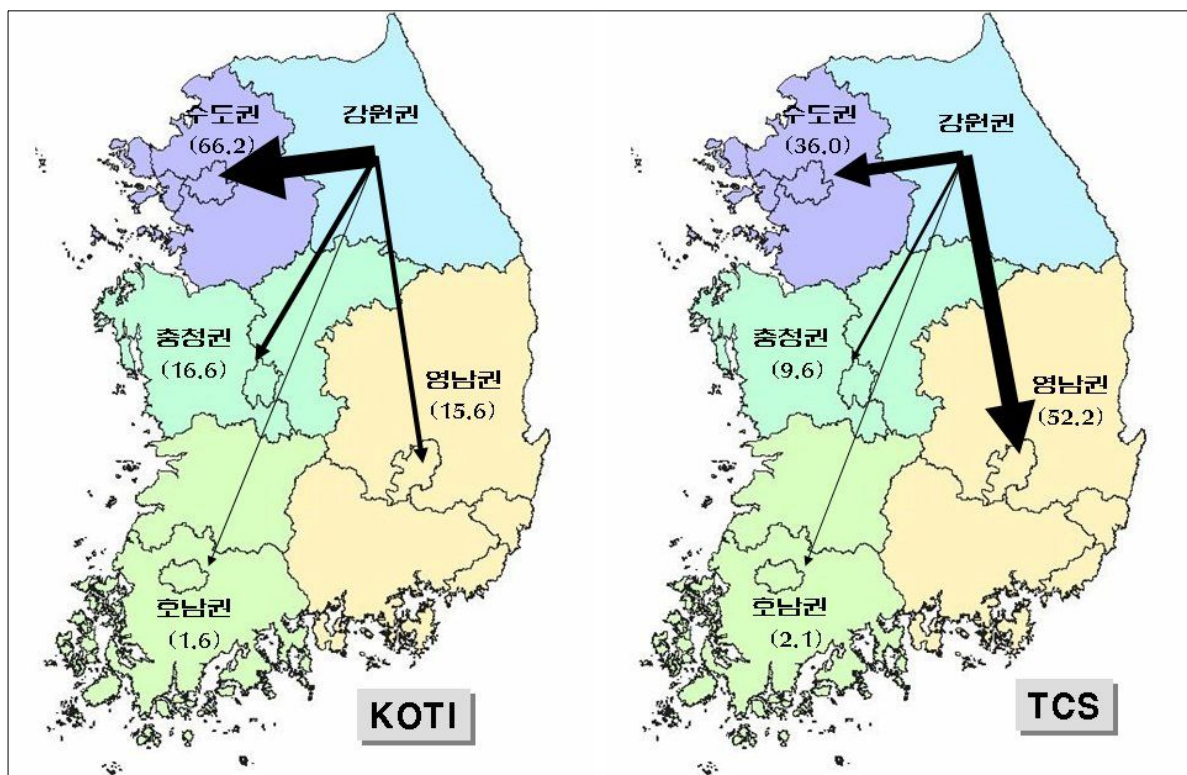 수도권
(66.2)
강원권
충청권
(16.6)
영남권
(15.6)
호남권
(1.6)
KOTI
수도권
(36.0)
강원권
충청권
(9.6)
영남권
(52.2)
호남권
(2.1)
TCS